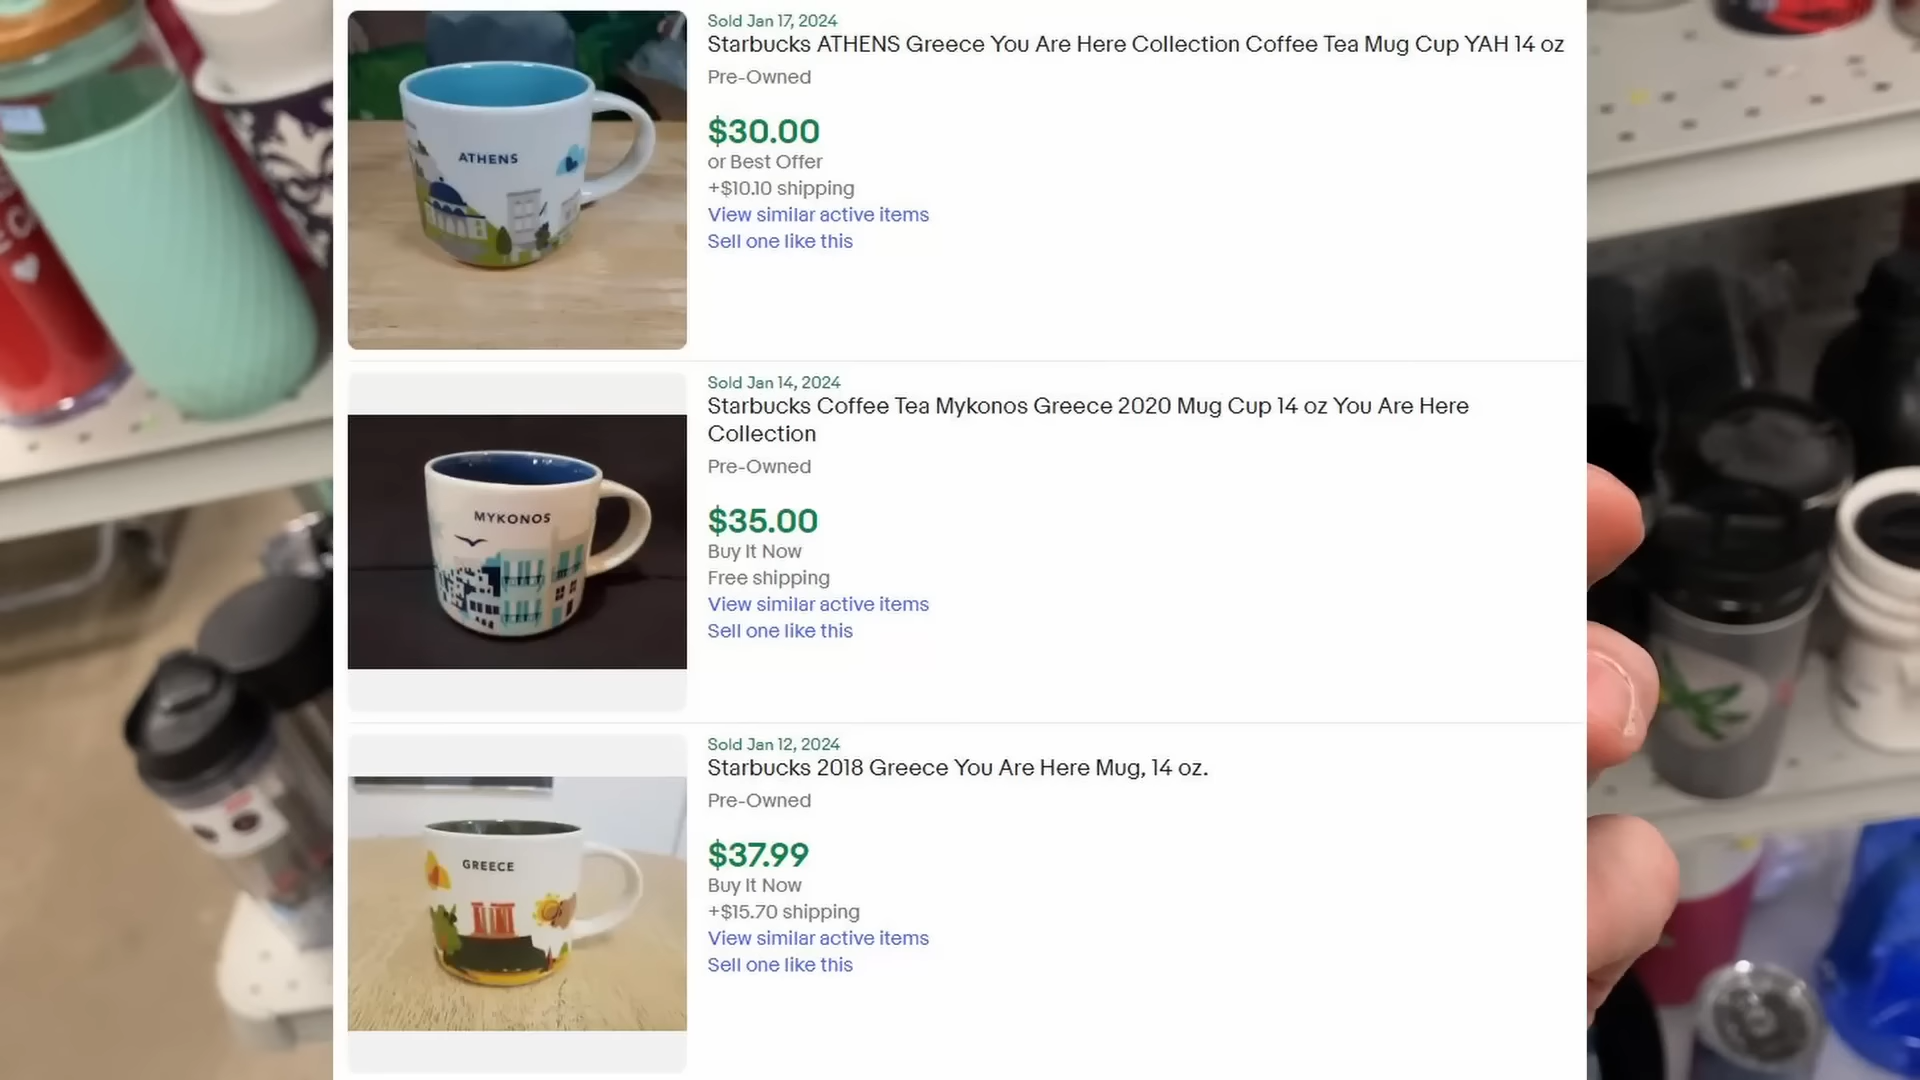 Sold Jan 17, 2024
Starbucks ATHENS Greece You Are Here Collection Coffee Tea Mug Cup YAH 14 oz
Pre-Owned
$30.00
or Best Offer
+$10.10 shipping
View similar active items
Sell one like this
ATHENS
Sold Jan 14, 2024
Starbucks Coffee Tea Mykonos Greece 2020 Mug Cup 14 oz You Are Here
Collection
Pre-Owned
$35.00
Buy It Now
Free shipping
View similar active items
Sell one like this
MYKONOS
Sold Jan 12, 2024
Starbucks 2018 Greece You Are Here Mug, 14 oz.
Pre-Owned
$37.99
Buy It Now
+$15.70 shipping
View similar active items
Sell one like this
GREECE